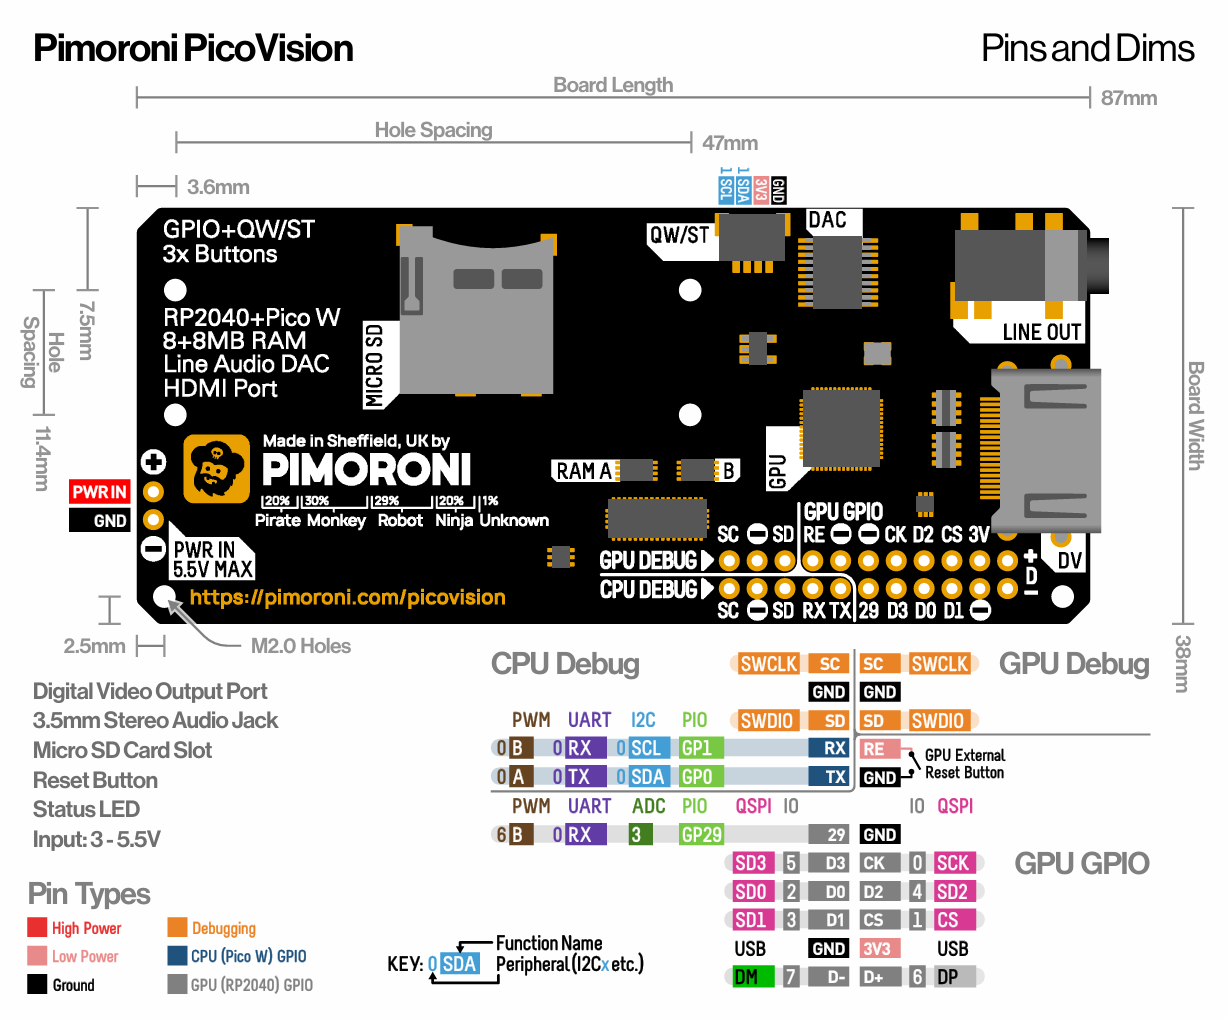 Pimoroni PicoVision
Pins and Dims
Board Length
87mm
Hole Spacing
47mm
3.6mm
1 SCL
1 SDA
3V3
GND
GPIO+QW/ST
3x Buttons
QW/ST
DAC
7.5mm
Hole
Spacing
11.4mm
RP2040+Pico W
8+8MB RAM
Line Audio DAC
HDMI Port
MICRO SD
LINE OUT
Board Width
38mm
Made in Sheffield, UK by
PIMORONI
20% 30% 29% 20% 1%
Pirate Monkey Robot Ninja Unknown
RAM A
B
GPU
PWR IN
GND
PWR IN
5.5V MAX
GPU GPIO
SC SD RE CK D2 CS 3V
GPU DEBUG
CPU DEBUG
SC SD RX TX 29 D3 D0 D1
+
D
−
DV
https://pimoroni.com/picovision
2.5mm
M2.0 Holes
Digital Video Output Port
3.5mm Stereo Audio Jack
Micro SD Card Slot
Reset Button
Status LED
Input: 3 - 5.5V
CPU Debug
GPU Debug
SWCLK SC SC SWCLK
GND GND
PWM UART I2C PIO SWDIO SD SD SWDIO
0 B 0 RX 0 SCL GP1 RX RE
0 A 0 TX 0 SDA GP0 TX GND
GPU External
Reset Button
PWM UART ADC PIO QSPI IO IO QSPI
6 B 0 RX 3 GP29 29 GND
GPU GPIO
SD3 5 D3 CK 0 SCK
SD0 2 D0 D2 4 SD2
SD1 3 D1 CS 1 CS
USB GND 3V3 USB
DM 7 D- D+ 6 DP
Pin Types
High Power
Debugging
Low Power
CPU (Pico W) GPIO
Ground
GPU (RP2040) GPIO
KEY: 0 SDA
Function Name
Peripheral (I2Cx etc.)